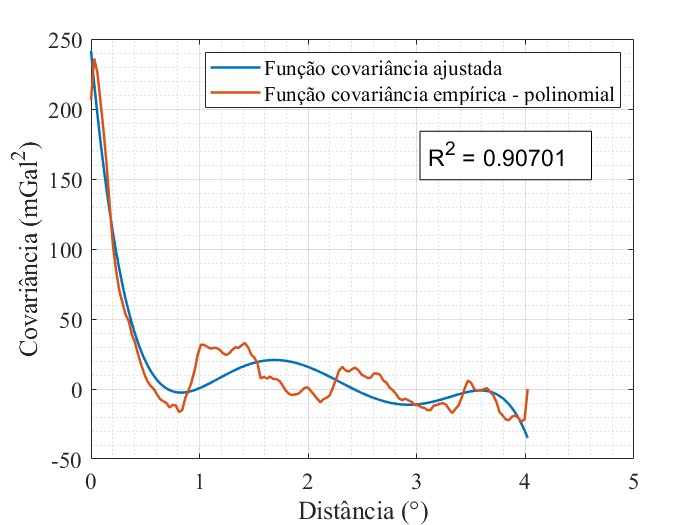 250
200
150
100
50
0
-50
0
1
2
3
4
5
Covariância (mGal²)
Distância (°)
Função covariância ajustada
Função covariância empírica - polinomial
R² = 0.90701